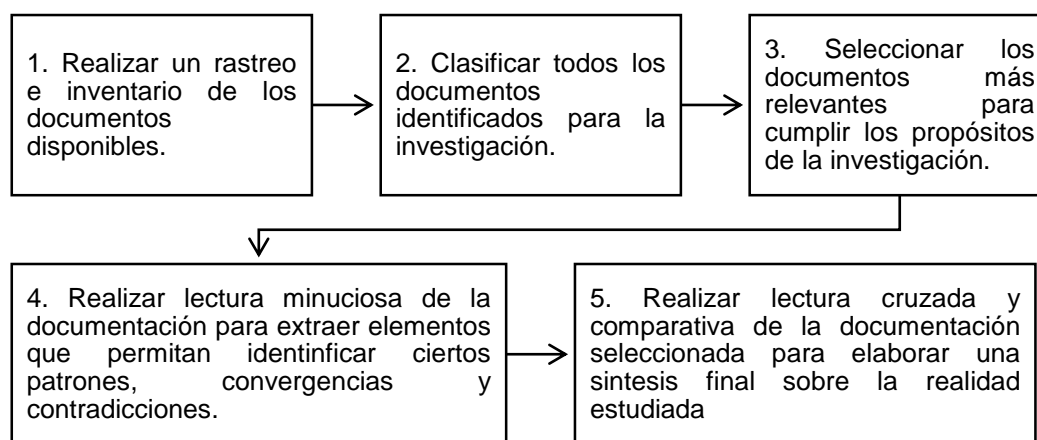 1. Realizar un rastreo
e inventario de los
documentos
disponibles.
2. Clasificar todos los
documentos
identificados para la
investigación.
3. Seleccionar los
documentos más
relevantes para
cumplir los propósitos
de la investigación.
4. Realizar lectura minuciosa de la
documentación para extraer elementos
que permitan identinficar ciertos
patrones, convergencias y
contradicciones.
5. Realizar lectura cruzada y
comparativa de la documentación
seleccionada para elaborar una
sintesis final sobre la realidad
estudiada